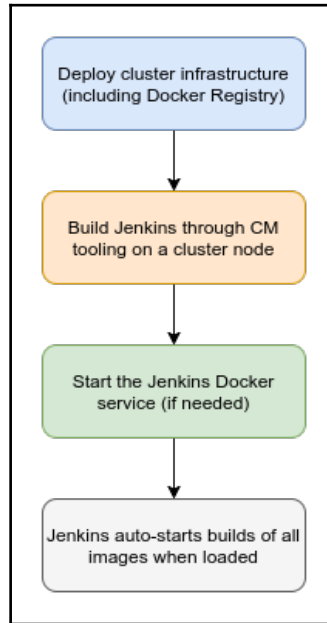 Deploy cluster infrastructure
(including Docker Registry)
Build Jenkins through CM
tooling on a cluster node
Start the Jenkins Docker
service (if needed)
Jenkins auto-starts builds of all
images when loaded